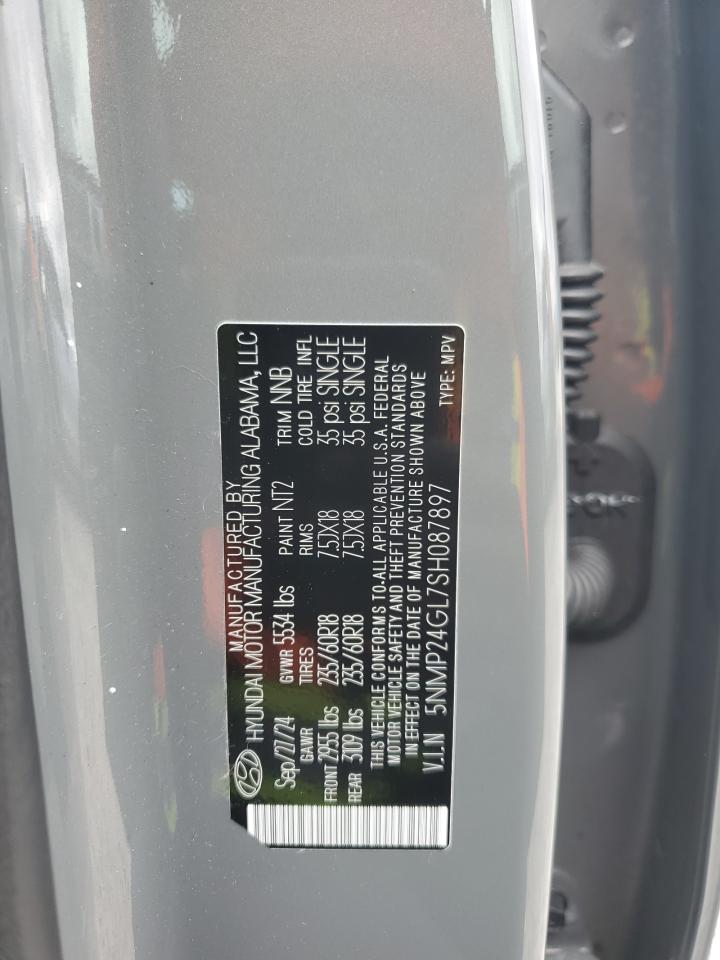 MANUFACTURED BY
HYUNDAI MOTOR MANUFACTURING ALABAMA, LLC
Sep/27/24 GVWR 5534 lbs PAINT NT2 TRIM NNB
GAWR TIRES RIMS COLD TIRE INFL
FRONT 2955 lbs 235/60R18 7.5JX18 35 psi SINGLE
REAR 3109 lbs 235/60R18 7.5JX18 35 psi SINGLE
THIS VEHICLE CONFORMS TO ALL APPLICABLE U.S.A. FEDERAL
MOTOR VEHICLE SAFETY AND THEFT PREVENTION STANDARDS
IN EFFECT ON THE DATE OF MANUFACTURE SHOWN ABOVE
V.I.N 5NMP24GL7SH087897 TYPE: MPV